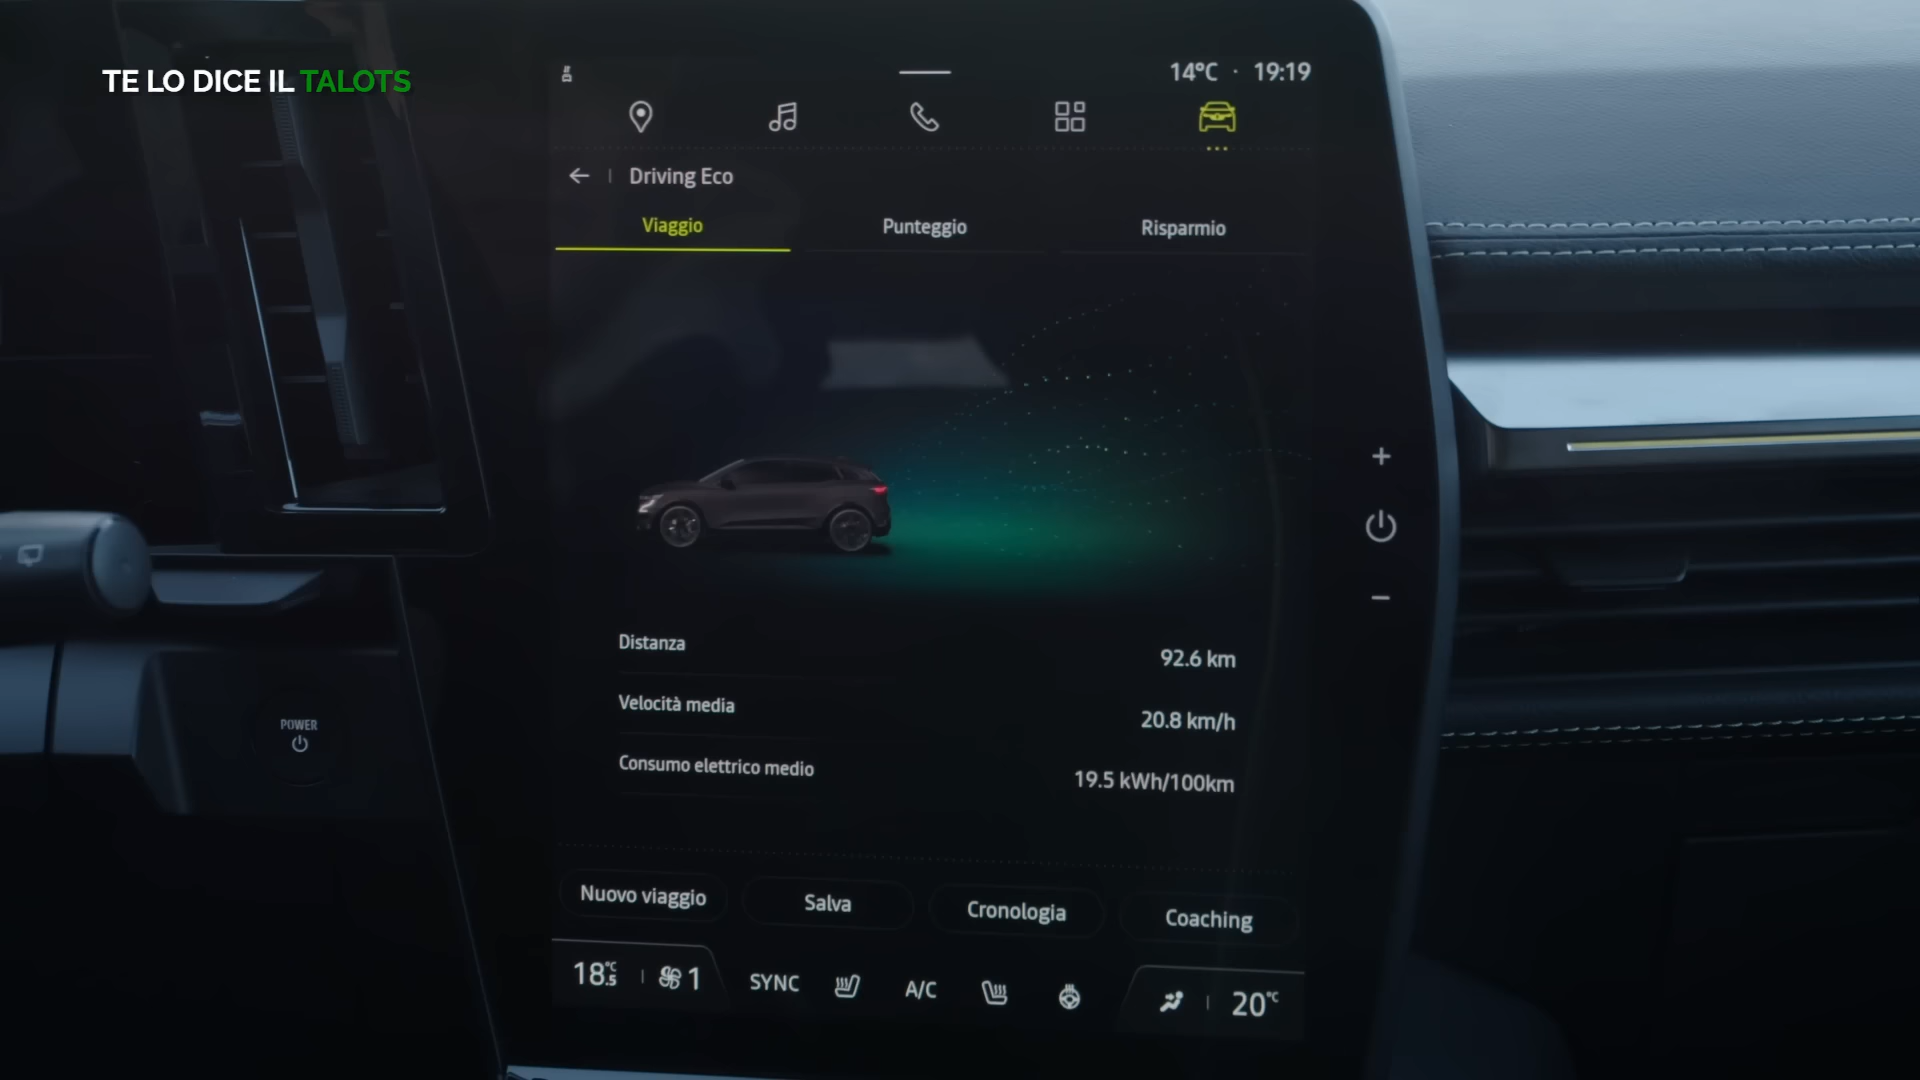 TE LO DICE IL TALOTS
14°C · 19:19
Driving Eco
Viaggio Punteggio Risparmio
Distanza 92.6 km
Velocità media 20.8 km/h
Consumo elettrico medio 19.5 kWh/100km
POWER
Nuovo viaggio Salva Cronologia Coaching
18.5°C 1 SYNC A/C 20°C